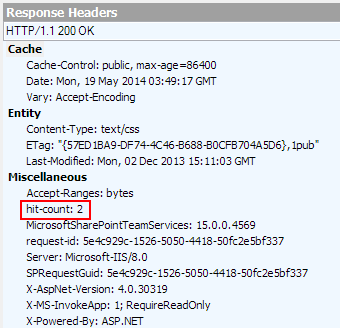 Response Headers
HTTP/1.1 200 OK
Cache
Cache-Control: public, max-age=86400
Date: Mon, 19 May 2014 03:49:17 GMT
Vary: Accept-Encoding
Entity
Content-Type: text/css
ETag: "{57ED1BA9-DF74-4C46-B688-B0CFB704A5D6},1pub"
Last-Modified: Mon, 02 Dec 2013 15:11:03 GMT
Miscellaneous
Accept-Ranges: bytes
hit-count: 2
MicrosoftSharePointTeamServices: 15.0.0.4569
request-id: 5e4c929c-1526-5050-4418-50fc2e5bf337
Server: Microsoft-IIS/8.0
SPRequestGuid: 5e4c929c-1526-5050-4418-50fc2e5bf337
X-AspNet-Version: 4.0.30319
X-MS-InvokeApp: 1; RequireReadOnly
X-Powered-By: ASP.NET